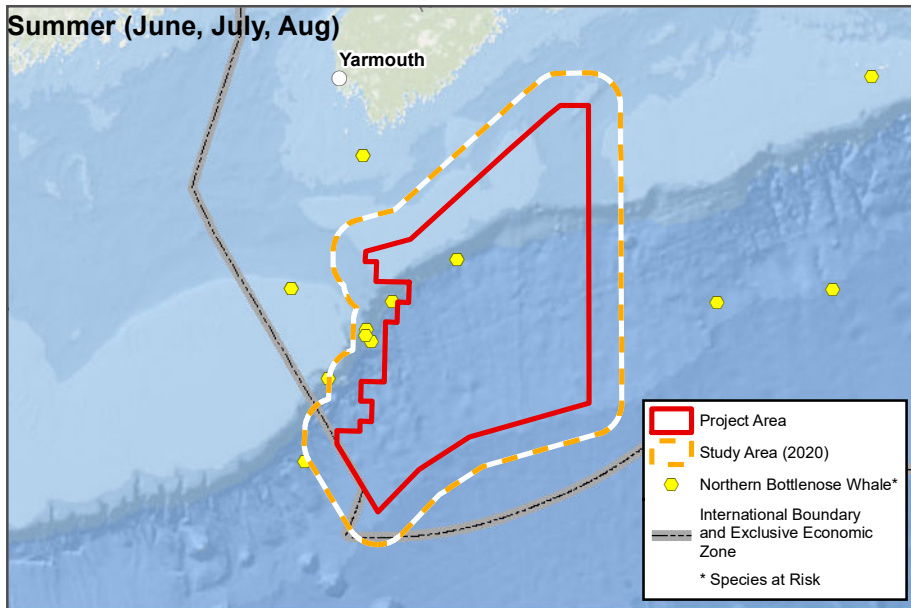 Summer (June, July, Aug)
Yarmouth
Project Area
Study Area (2020)
Northern Bottlenose Whale*
International Boundary
and Exclusive Economic
Zone
* Species at Risk